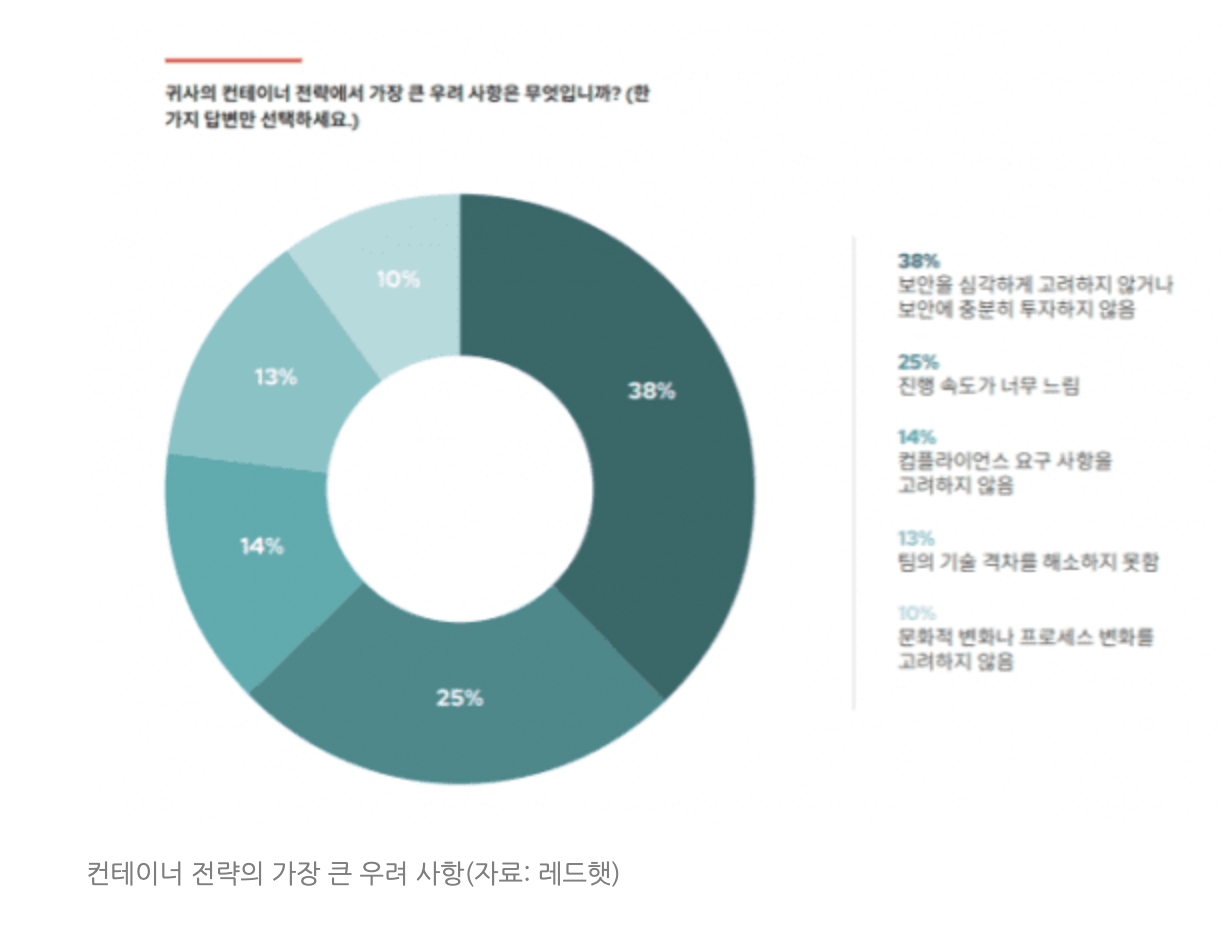 귀사의 컨테이너 전략에서 가장 큰 우려 사항은 무엇입니까? (한
가지 답변만 선택하세요.)
10%
13%
38%
14%
25%
38%
보안을 심각하게 고려하지 않거나
보안에 충분히 투자하지 않음
25%
진행 속도가 너무 느림
14%
컴플라이언스 요구 사항을
고려하지 않음
13%
팀의 기술 격차를 해소하지 못함
10%
문화적 변화나 프로세스 변화를
고려하지 않음
컨테이너 전략의 가장 큰 우려 사항(자료: 레드햇)